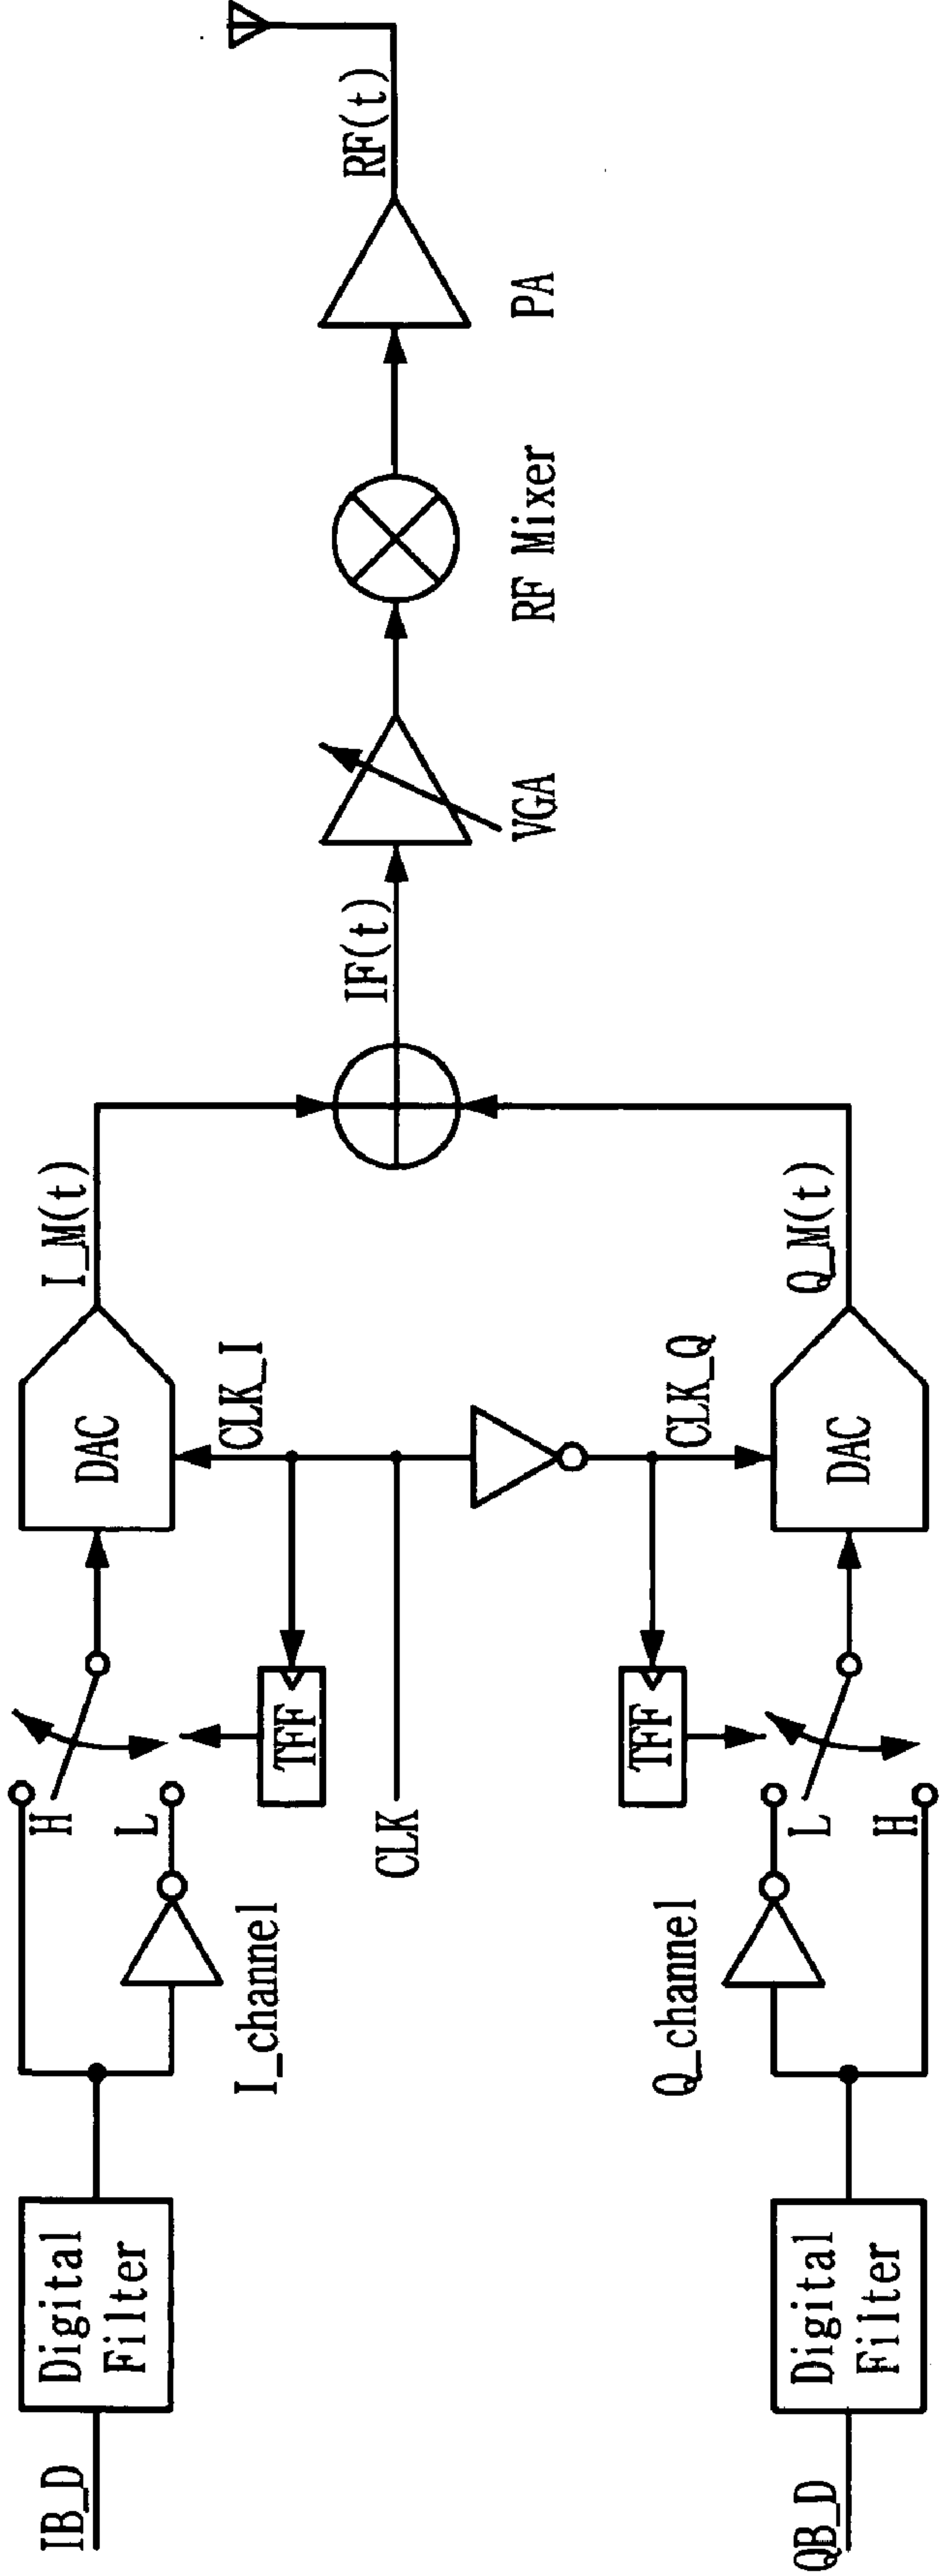 IB_D
Digital
Filter
H
L
I_channel
TFF
DAC
CLK_I
I_M(t)
CLK
IF(t)
VGA
RF Mixer
PA
RF(t)
QB_D
Digital
Filter
Q_channel
L
H
TFF
CLK_Q
DAC
Q_M(t)